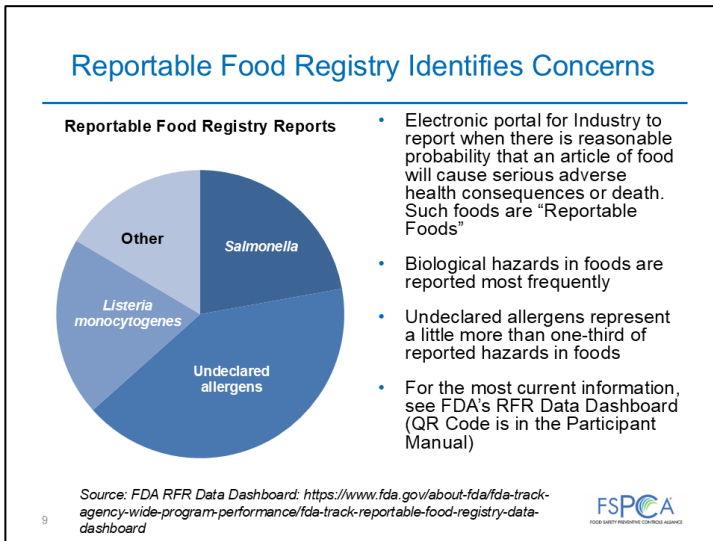 Reportable Food Registry Identifies Concerns
Reportable Food Registry Reports
Other
Salmonella
Listeria
monocytogenes
Undeclared
allergens
• Electronic portal for Industry to
report when there is reasonable
probability that an article of food
will cause serious adverse
health consequences or death.
Such foods are “Reportable
Foods”
• Biological hazards in foods are
reported most frequently
• Undeclared allergens represent
a little more than one-third of
reported hazards in foods
• For the most current information,
see FDA’s RFR Data Dashboard
(QR Code is in the Participant
Manual)
Source: FDA RFR Data Dashboard: https://www.fda.gov/about-fda/fda-track-
agency-wide-program-performance/fda-track-reportable-food-registry-data-
dashboard
9
FSPCA
FOOD SAFETY PREVENTIVE CONTROLS ALLIANCE